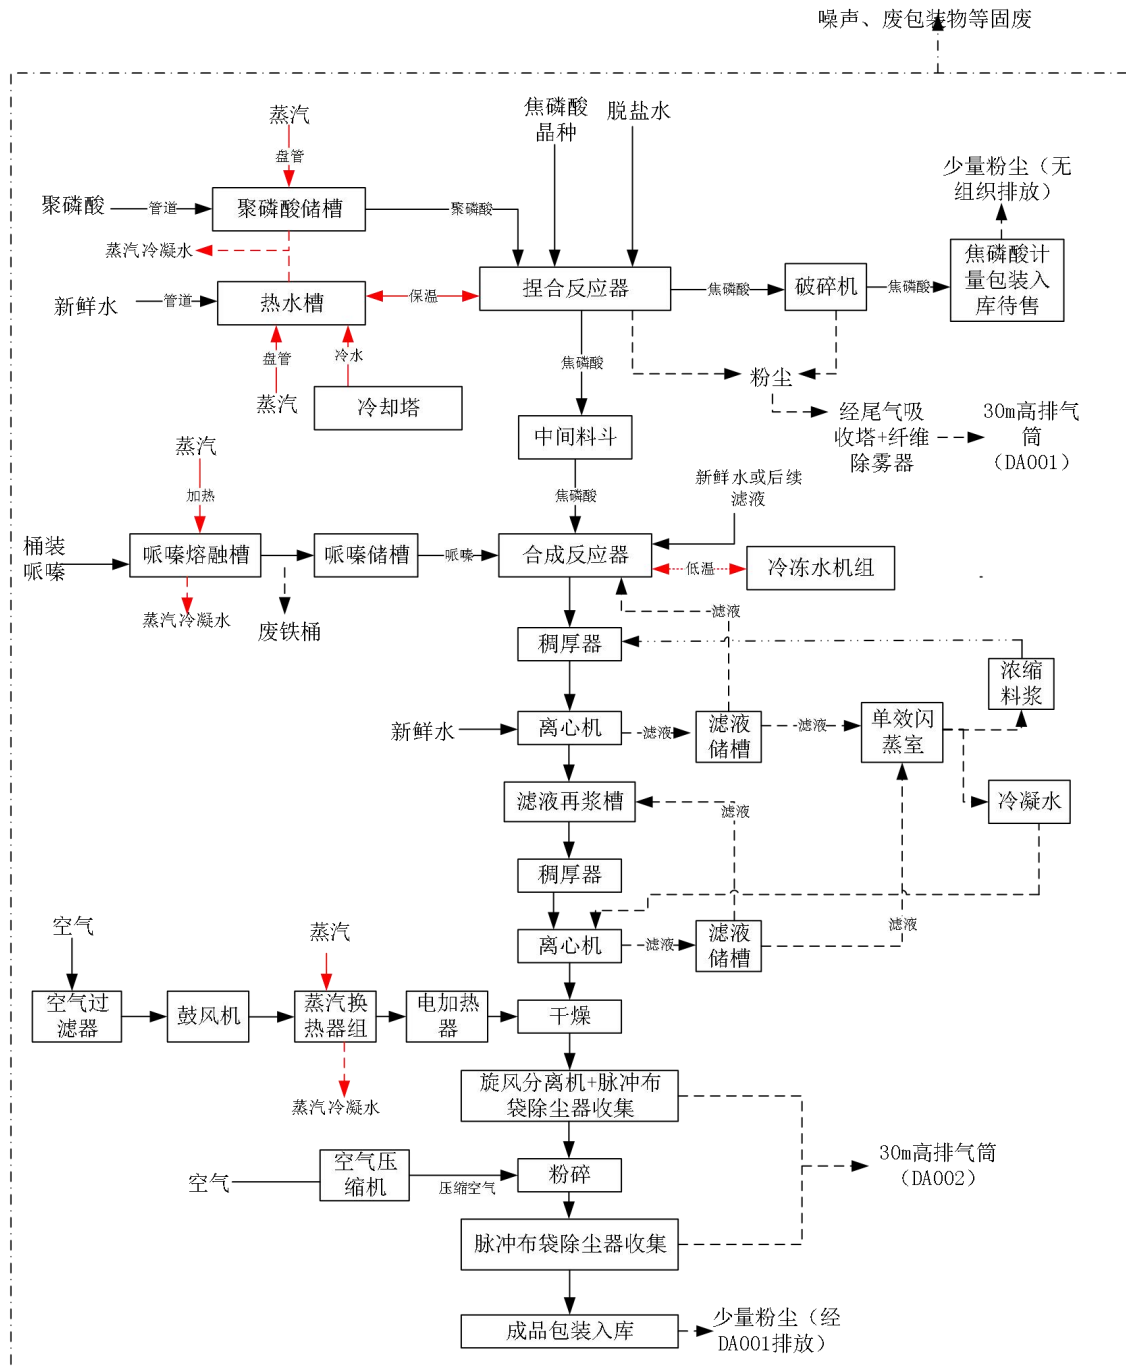 噪声、废包装物等固废
蒸汽
焦磷酸
晶种
脱盐水
盘管
少量粉尘（无
组织排放）
聚磷酸
管道
聚磷酸储槽
聚磷酸
蒸汽冷凝水
焦磷酸计
量包装入
库待售
新鲜水
管道
热水槽
保温
捏合反应器
焦磷酸
破碎机
焦磷酸
盘管
冷水
蒸汽
冷却塔
焦磷酸
粉尘
经尾气吸
收塔+纤维
除雾器
30m高排气
筒
（DA001）
中间料斗
蒸汽
加热
焦磷酸
新鲜水或后续
滤液
桶装
哌嗪
哌嗪熔融槽
哌嗪储槽
哌嗪
合成反应器
低温
冷冻水机组
蒸汽冷凝水
废铁桶
滤液
稠厚器
浓缩
料浆
新鲜水
离心机
滤液
滤液
储槽
滤液
单效闪
蒸室
滤液再浆槽
滤液
冷凝水
稠厚器
空气
蒸汽
离心机
滤液
滤液
储槽
滤液
空气过
滤器
鼓风机
蒸汽换
热器组
电加热
器
干燥
蒸汽冷凝水
旋风分离机+脉冲布
袋除尘器收集
30m高排气筒
（DA002）
空气
空气压
缩机
压缩空气
粉碎
脉冲布袋除尘器收集
成品包装入库
少量粉尘（经
DA001排放）